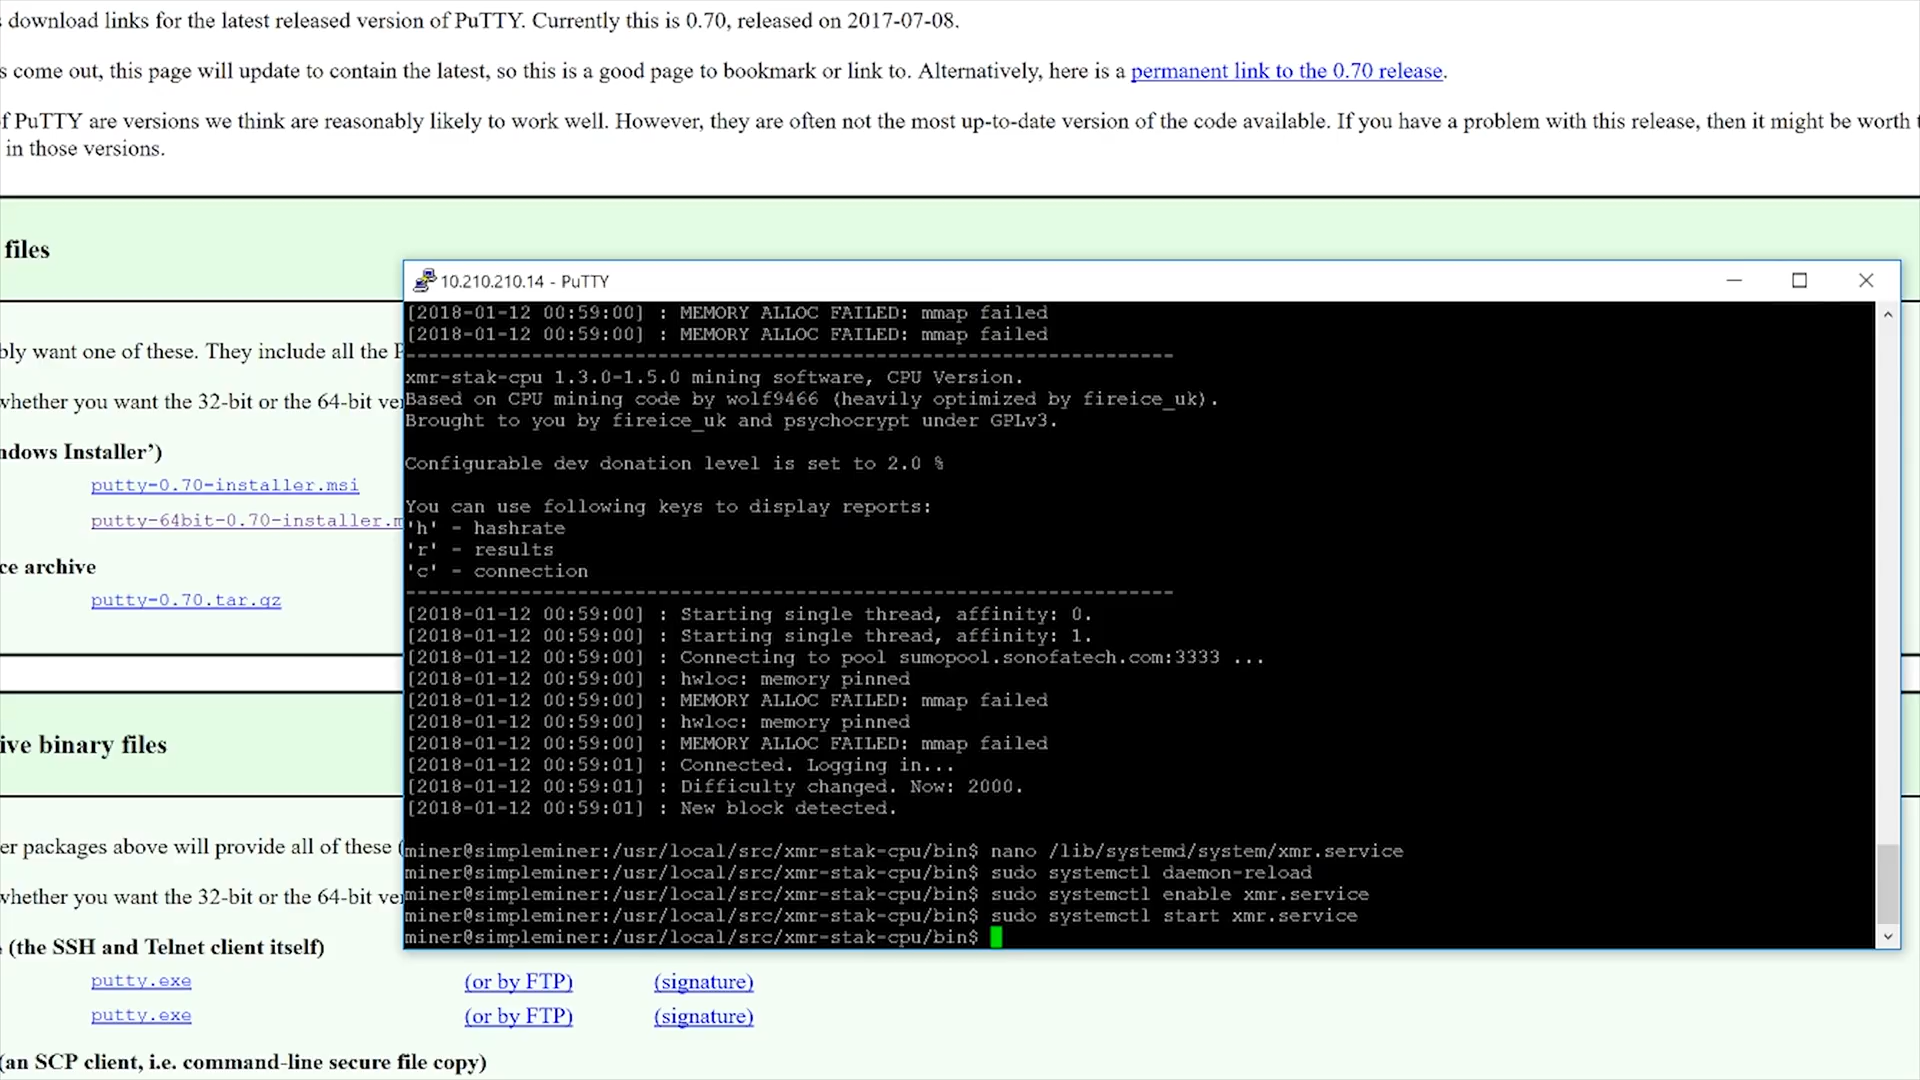 download links for the latest released version of PuTTY. Currently this is 0.70, released on 2017-07-08.
s come out, this page will update to contain the latest, so this is a good page to bookmark or link to. Alternatively, here is a permanent link to the 0.70 release.
f PuTTY are versions we think are reasonably likely to work well. However, they are often not the most up-to-date version of the code available. If you have a problem with this release, then it might be worth t
in those versions.
files
bly want one of these. They include all the P
whether you want the 32-bit or the 64-bit ver
ndows Installer’)
putty-0.70-installer.msi
putty-64bit-0.70-installer.m
ce archive
putty-0.70.tar.gz
ive binary files
er packages above will provide all of these (
whether you want the 32-bit or the 64-bit ver
(the SSH and Telnet client itself)
putty.exe (or by FTP) (signature)
putty.exe (or by FTP) (signature)
(an SCP client, i.e. command-line secure file copy)
10.210.210.14 - PuTTY
[2018-01-12 00:59:00] : MEMORY ALLOC FAILED: mmap failed
[2018-01-12 00:59:00] : MEMORY ALLOC FAILED: mmap failed
-------------------------------------------------------------------
xmr-stak-cpu 1.3.0-1.5.0 mining software, CPU Version.
Based on CPU mining code by wolf9466 (heavily optimized by fireice_uk).
Brought to you by fireice_uk and psychocrypt under GPLv3.
Configurable dev donation level is set to 2.0 %
You can use following keys to display reports:
'h' - hashrate
'r' - results
'c' - connection
-------------------------------------------------------------------
[2018-01-12 00:59:00] : Starting single thread, affinity: 0.
[2018-01-12 00:59:00] : Starting single thread, affinity: 1.
[2018-01-12 00:59:00] : Connecting to pool sumopool.sonofatech.com:3333 ...
[2018-01-12 00:59:00] : hwloc: memory pinned
[2018-01-12 00:59:00] : MEMORY ALLOC FAILED: mmap failed
[2018-01-12 00:59:00] : hwloc: memory pinned
[2018-01-12 00:59:00] : MEMORY ALLOC FAILED: mmap failed
[2018-01-12 00:59:01] : Connected. Logging in...
[2018-01-12 00:59:01] : Difficulty changed. Now: 2000.
[2018-01-12 00:59:01] : New block detected.
miner@simpleminer:/usr/local/src/xmr-stak-cpu/bin$ nano /lib/systemd/system/xmr.service
miner@simpleminer:/usr/local/src/xmr-stak-cpu/bin$ sudo systemctl daemon-reload
miner@simpleminer:/usr/local/src/xmr-stak-cpu/bin$ sudo systemctl enable xmr.service
miner@simpleminer:/usr/local/src/xmr-stak-cpu/bin$ sudo systemctl start xmr.service
miner@simpleminer:/usr/local/src/xmr-stak-cpu/bin$